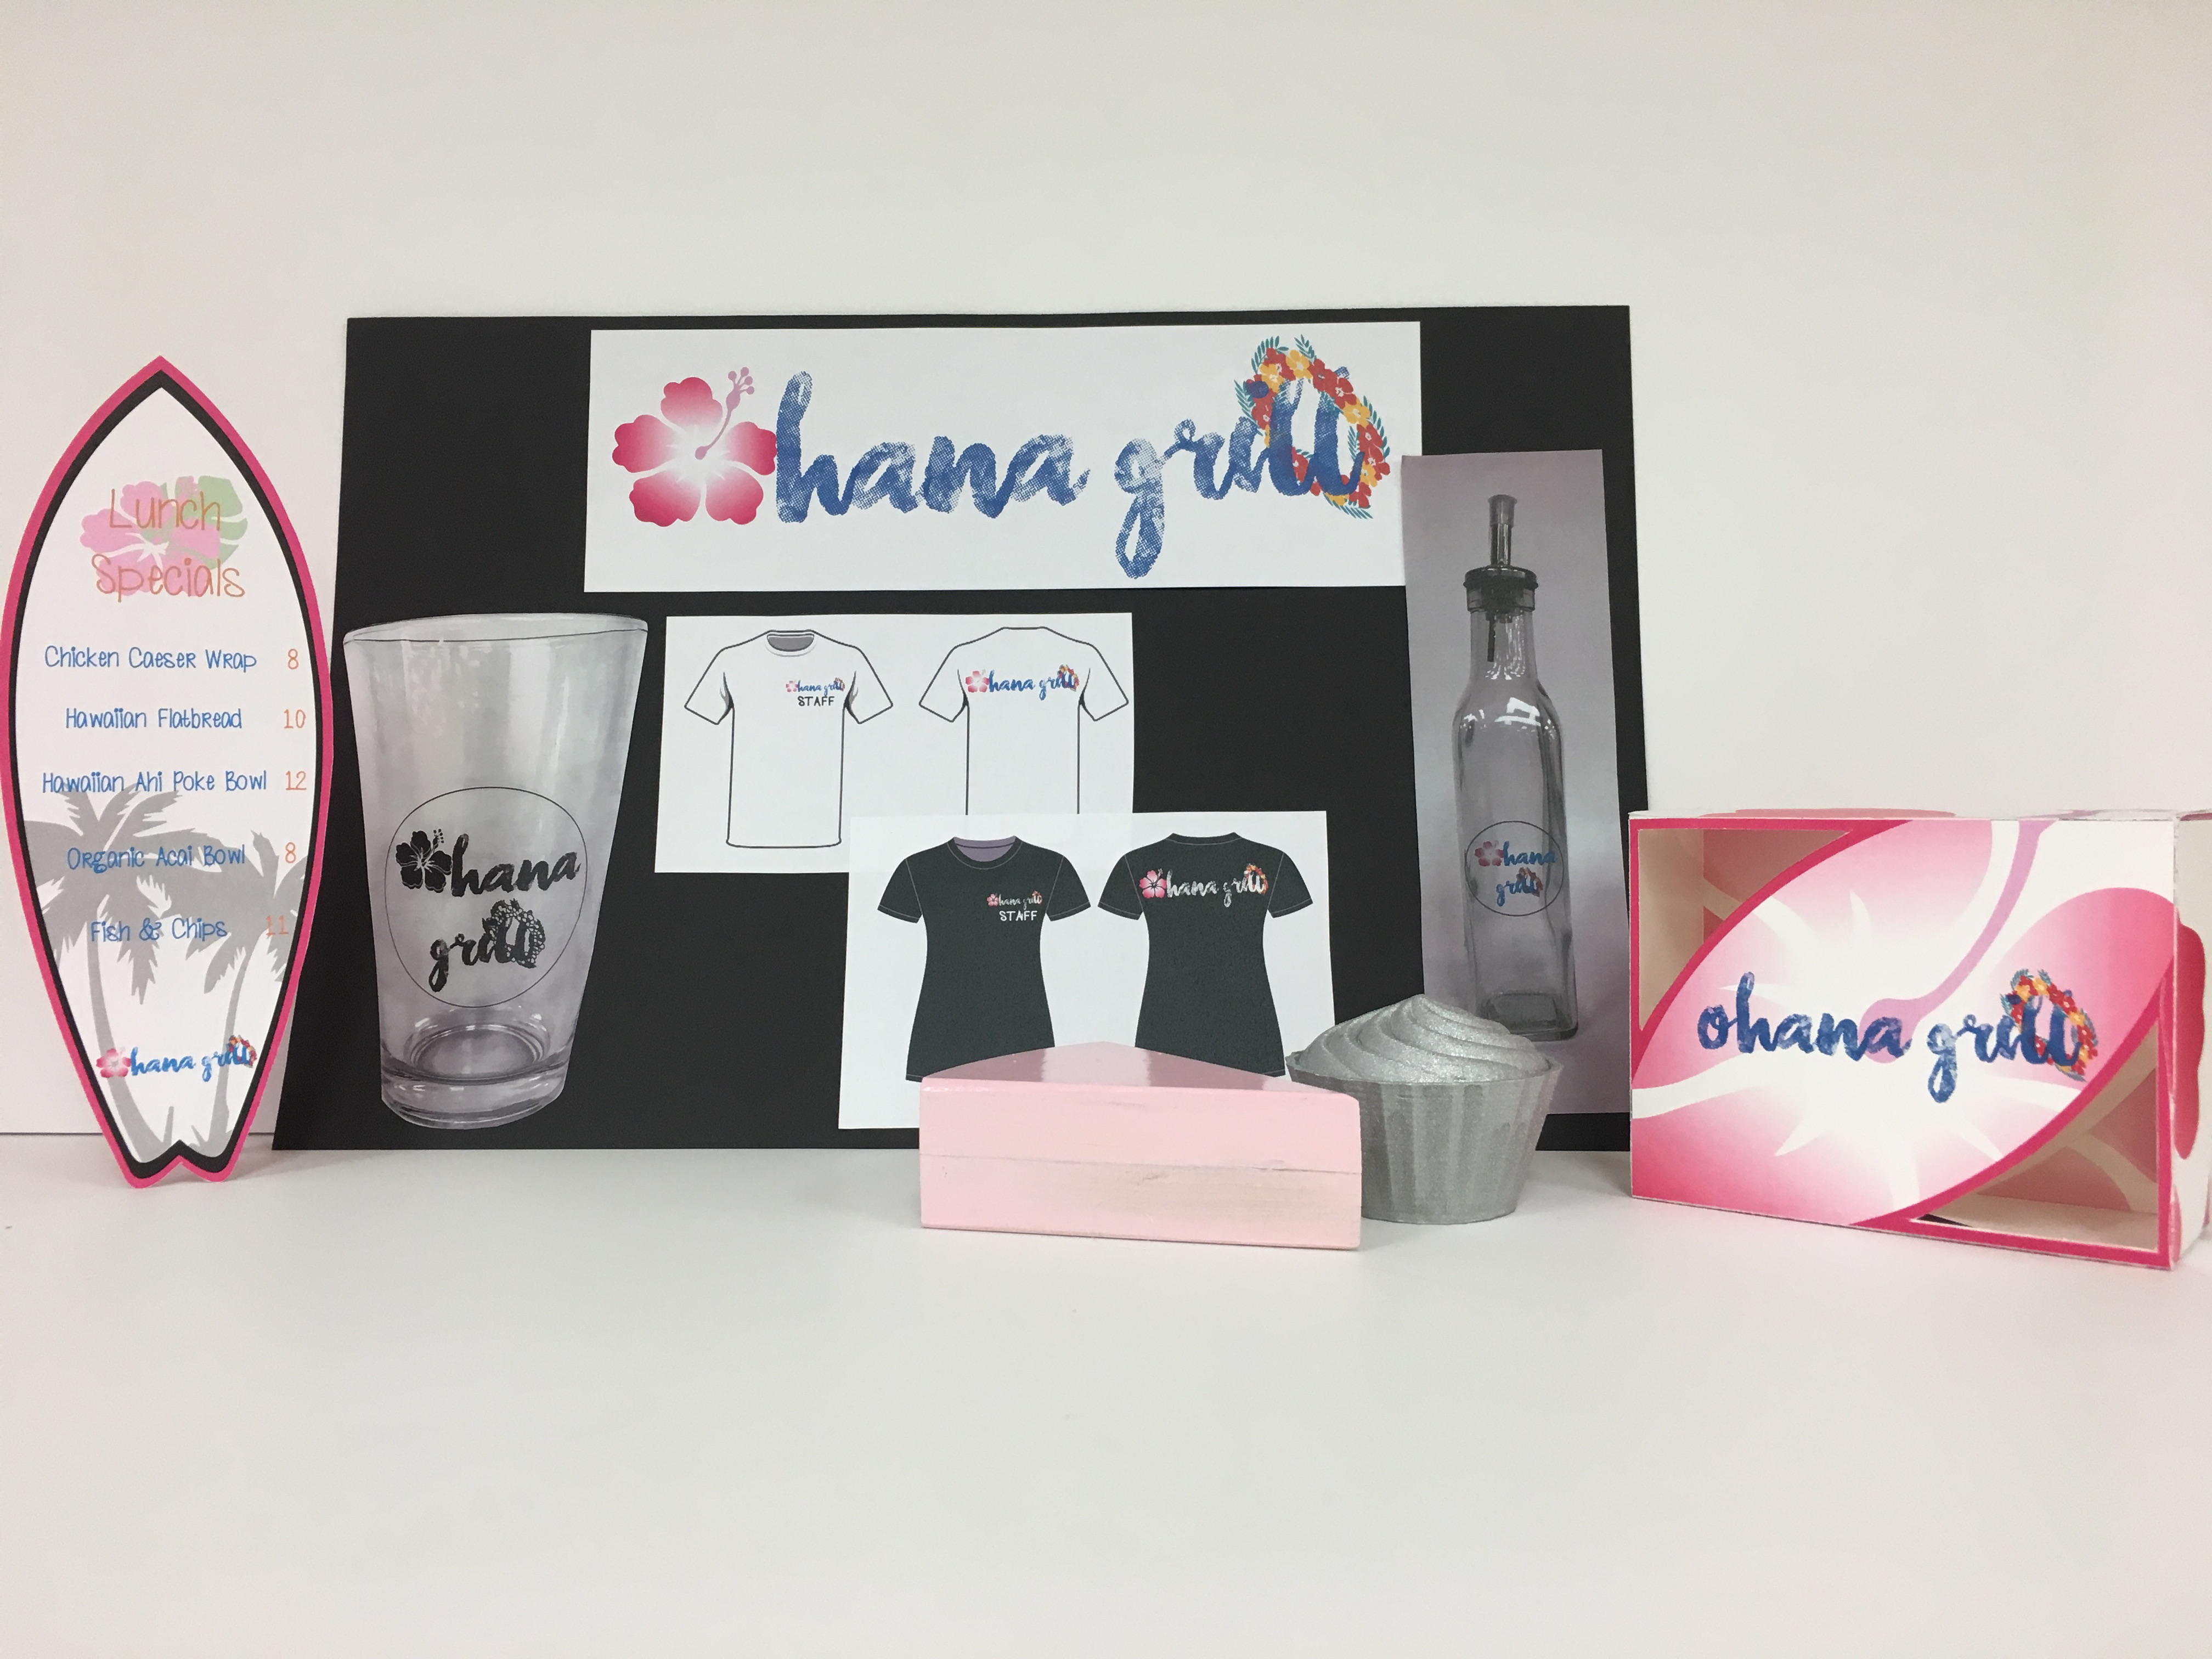 Lunch
Specials
Chicken Caeser Wrap 8
Hawaiian Flatbread 10
Hawaiian Ahi Poke Bowl 12
Organic Acai Bowl 8
Fish & Chips 11
hana grill
hana grill
hana
grill
hana grill
STAFF
hana grill
hana grill
STAFF
hana grill
hana
grill
ohana grill